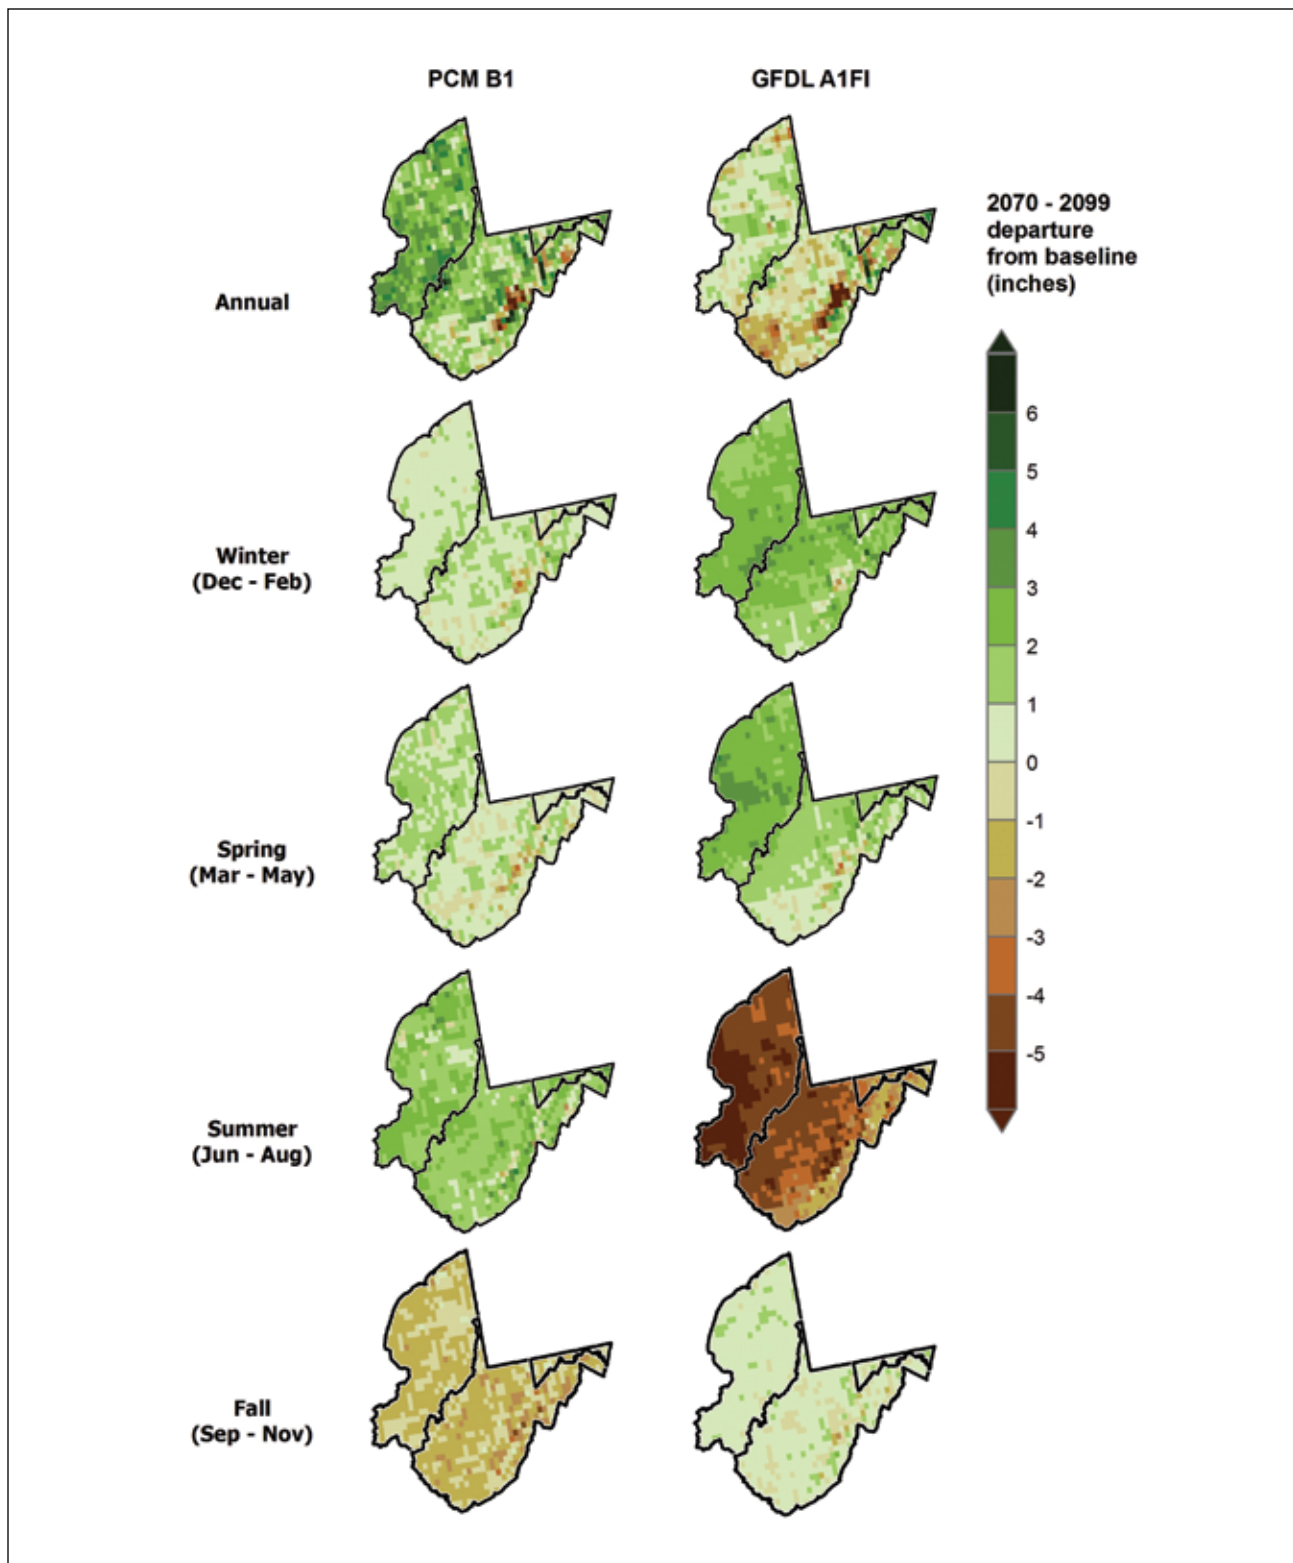 PCM B1
GFDL A1FI
2070 - 2099
departure
from baseline
(inches)
Annual
6
5
4
3
2
1
0
-1
-2
-3
-4
-5
Winter
(Dec - Feb)
Spring
(Mar - May)
Summer
(Jun - Aug)
Fall
(Sep - Nov)